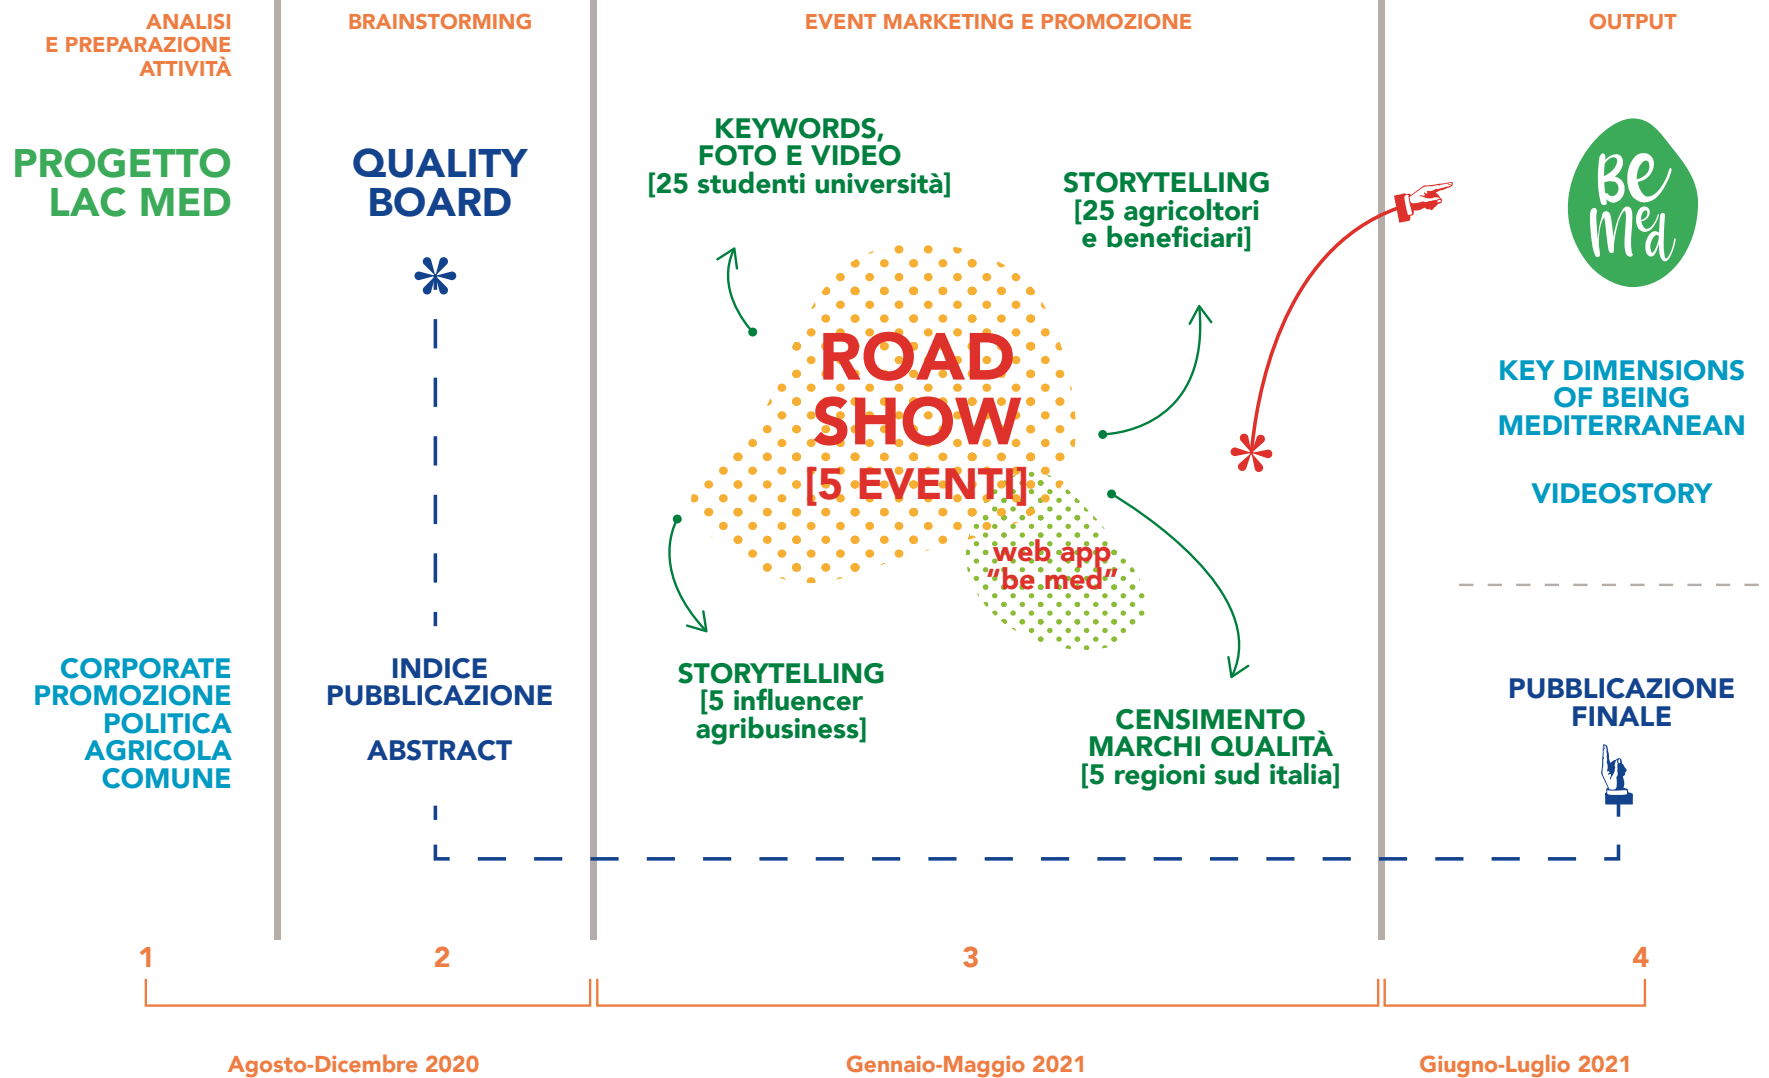 ANALISI
E PREPARAZIONE
ATTIVITÀ
BRAINSTORMING
EVENT MARKETING E PROMOZIONE
OUTPUT
PROGETTO
LAC MED
CORPORATE
PROMOZIONE
POLITICA
AGRICOLA
COMUNE
QUALITY
BOARD
*
INDICE
PUBBLICAZIONE
ABSTRACT
KEYWORDS,
FOTO E VIDEO
[25 studenti università]
STORYTELLING
[25 agricoltori
e beneficiari]
ROAD
SHOW
[5 EVENTI]
web app
“be med”
*
STORYTELLING
[5 influencer
agribusiness]
CENSIMENTO
MARCHI QUALITÀ
[5 regioni sud italia]
Be
Med
KEY DIMENSIONS
OF BEING
MEDITERRANEAN
VIDEOSTORY
PUBBLICAZIONE
FINALE
1
2
3
4
Agosto-Dicembre 2020
Gennaio-Maggio 2021
Giugno-Luglio 2021